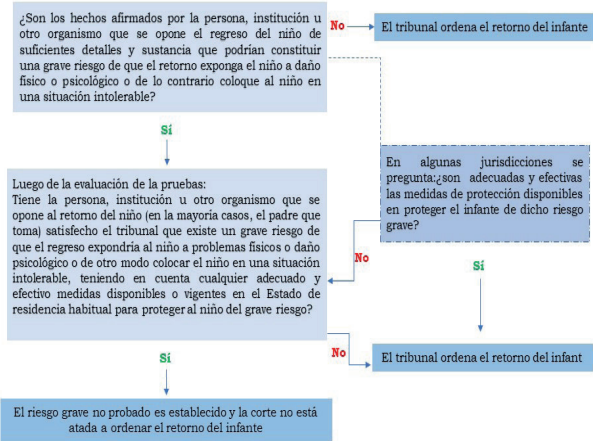 ¿Son los hechos afirmados por la persona, institución u
otro organismo que se opone el regreso del niño de
suficientes detalles y sustancia que podrían constituir
una grave riesgo de que el retorno exponga el niño a daño
físico o psicológico o de lo contrario coloque al niño en
una situación intolerable?
No
El tribunal ordena el retorno del infante
Sí
En algunas jurisdicciones se
pregunta:¿son adecuadas y efectivas
las medidas de protección disponibles
en proteger el infante de dicho riesgo
grave?
Luego de la evaluación de la pruebas:
Tiene la persona, institución u otro organismo que se
opone al retorno del niño (en la mayoría casos, el padre que
toma) satisfecho el tribunal que existe un grave riesgo de
que el regreso expondría al niño a problemas físicos o daño
psicológico o de otro modo colocar el niño en una situación
intolerable, teniendo en cuenta cualquier adecuado y
efectivo medidas disponibles o vigentes en el Estado de
residencia habitual para proteger al niño del grave riesgo?
No
Sí
No
El tribunal ordena el retorno del infant
Sí
El riesgo grave no probado es establecido y la corte no está
atada a ordenar el retorno del infante